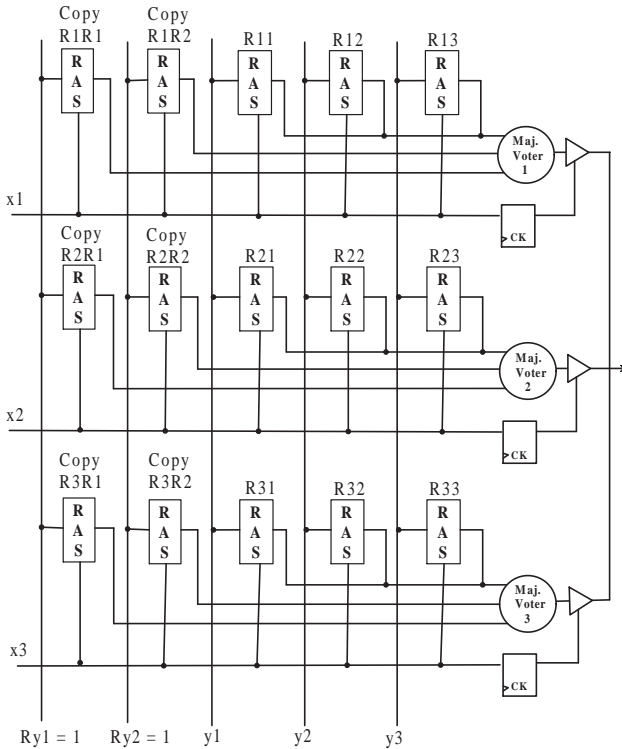 Copy Copy
R1R1 R1R2 R11 R12 R13
R R R R R
A A A A A
S S S S S
Maj.
Voter
1
x1
CK
Copy Copy
R2R1 R2R2 R21 R22 R23
R R R R R
A A A A A
S S S S S
Maj.
Voter
2
x2
CK
Copy Copy
R3R1 R3R2 R31 R32 R33
R R R R R
A A A A A
S S S S S
Maj.
Voter
3
x3
CK
Ry1 = 1 Ry2 = 1 y1 y2 y3